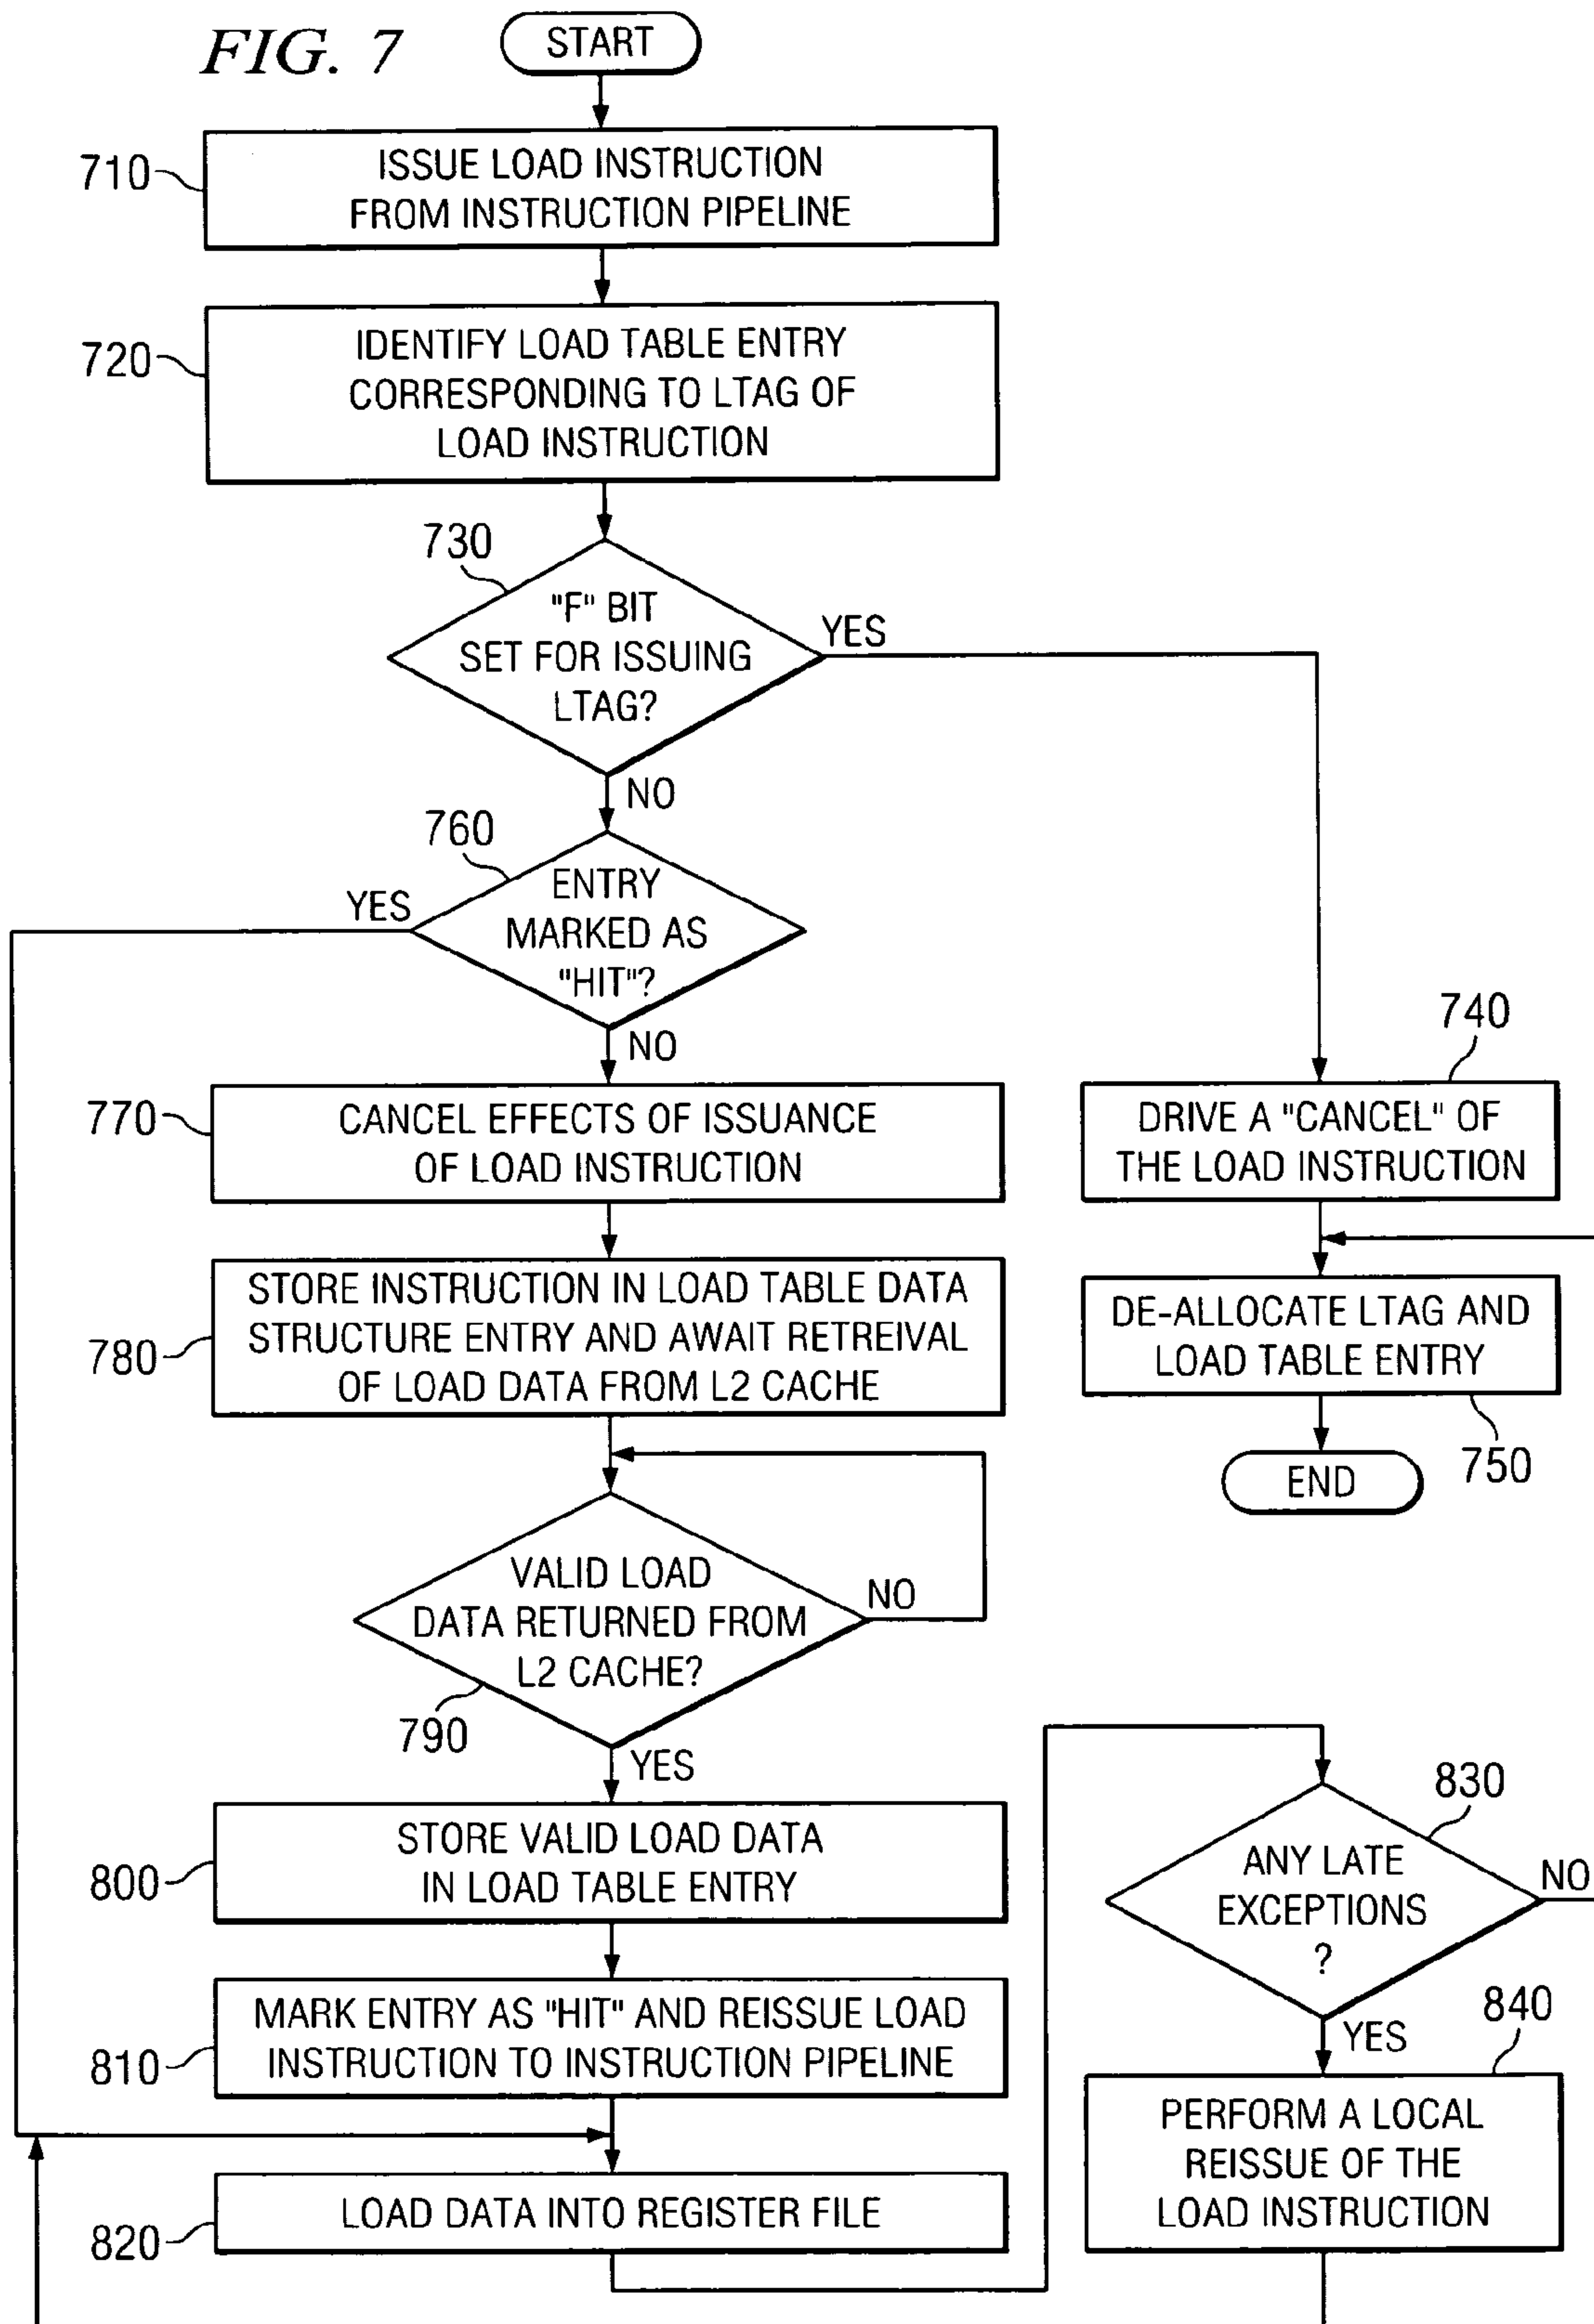 FIG. 7
START
710
ISSUE LOAD INSTRUCTION
FROM INSTRUCTION PIPELINE
720
IDENTIFY LOAD TABLE ENTRY
CORRESPONDING TO LTAG OF
LOAD INSTRUCTION
730
"F" BIT
SET FOR ISSUING
LTAG?
YES
NO
760
ENTRY
MARKED AS
"HIT"?
YES
NO
740
DRIVE A "CANCEL" OF
THE LOAD INSTRUCTION
770
CANCEL EFFECTS OF ISSUANCE
OF LOAD INSTRUCTION
780
STORE INSTRUCTION IN LOAD TABLE DATA
STRUCTURE ENTRY AND AWAIT RETREIVAL
OF LOAD DATA FROM L2 CACHE
DE-ALLOCATE LTAG AND
LOAD TABLE ENTRY
750
END
VALID LOAD
DATA RETURNED FROM
L2 CACHE?
NO
790
YES
800
STORE VALID LOAD DATA
IN LOAD TABLE ENTRY
830
ANY LATE
EXCEPTIONS
?
NO
YES
810
MARK ENTRY AS "HIT" AND REISSUE LOAD
INSTRUCTION TO INSTRUCTION PIPELINE
840
PERFORM A LOCAL
REISSUE OF THE
LOAD INSTRUCTION
820
LOAD DATA INTO REGISTER FILE